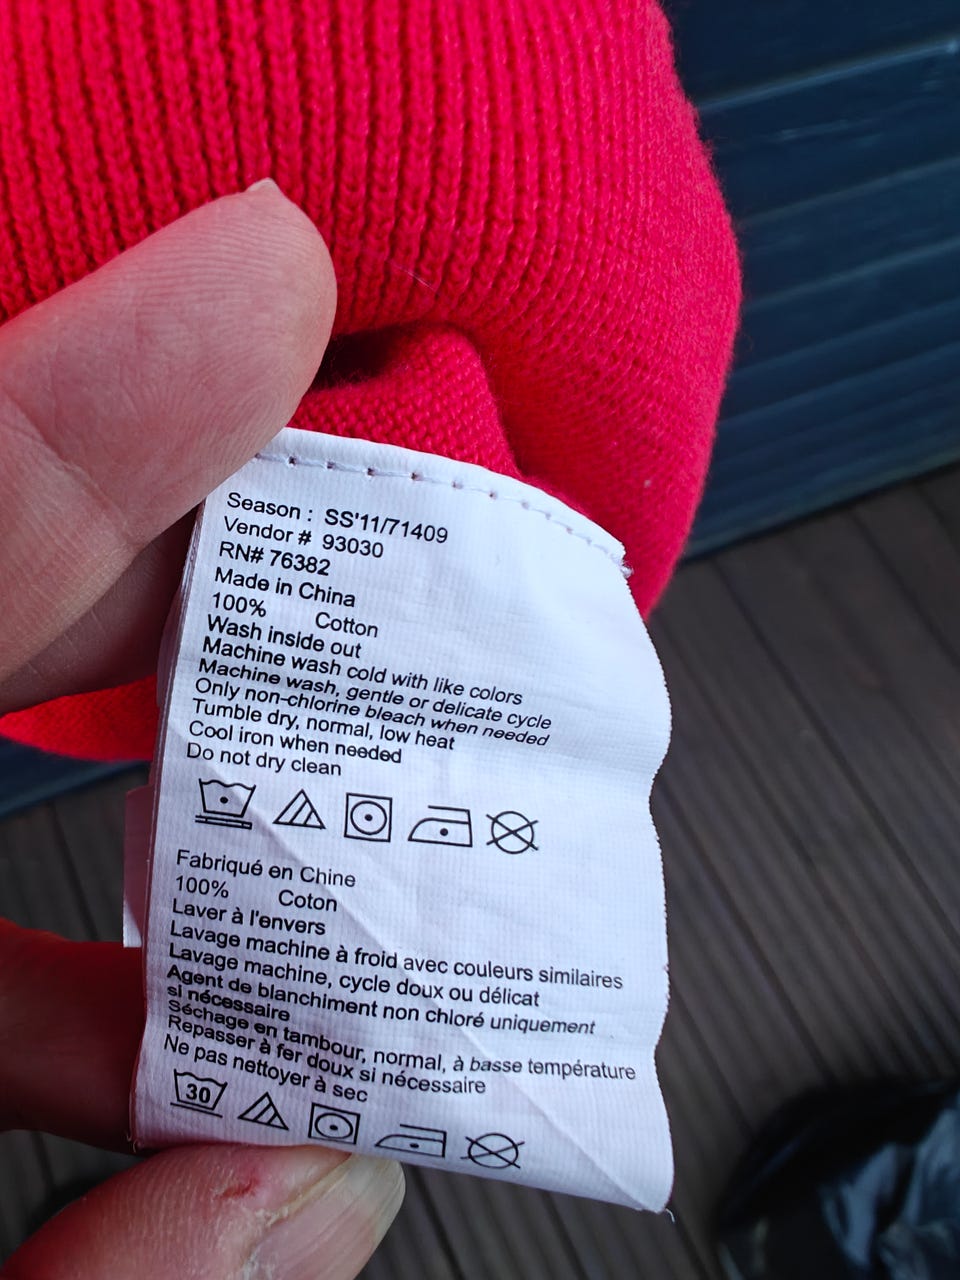 Season : SS'11/71409
Vendor # 93030
RN# 76382
Made in China
100% Cotton
Wash inside out
Machine wash cold with like colors
Machine wash, gentle or delicate cycle
Only non-chlorine bleach when needed
Tumble dry, normal, low heat
Cool iron when needed
Do not dry clean
Fabriqué en Chine
100% Coton
Laver à l'envers
Lavage machine à froid avec couleurs similaires
Lavage machine, cycle doux ou délicat
Agent de blanchiment non chloré uniquement
si nécessaire
Séchage en tambour, normal, à basse température
Repasser à fer doux si nécessaire
Ne pas nettoyer à sec
30